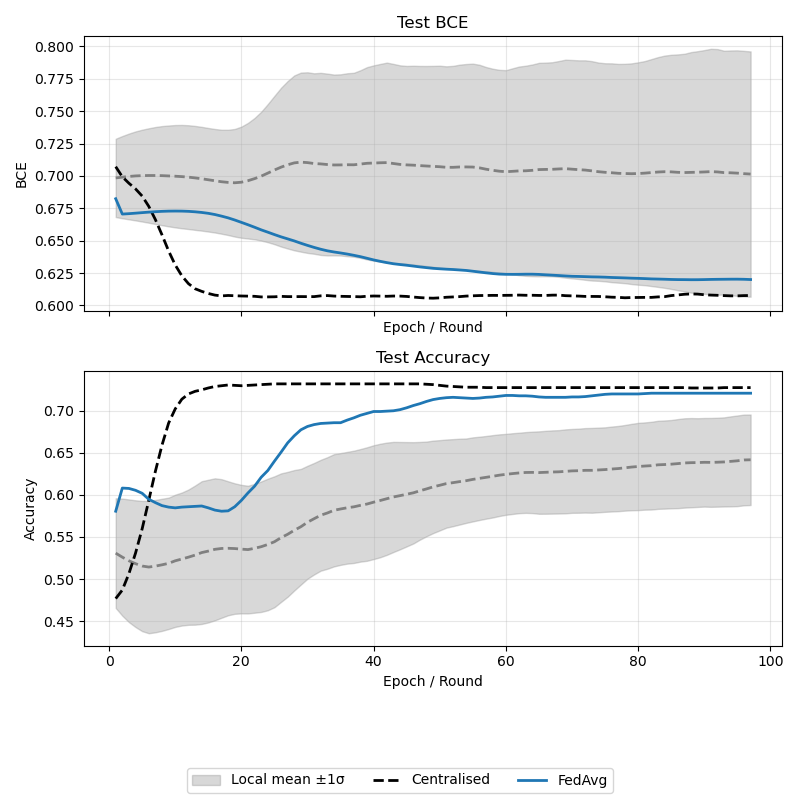 Test BCE
0.800
0.775
0.750
0.725
0.700
0.675
0.650
0.625
0.600
BCE
Epoch / Round
Test Accuracy
0.70
0.65
0.60
0.55
0.50
0.45
Accuracy
0 20 40 60 80 100
Epoch / Round
Local mean ±1σ Centralised FedAvg